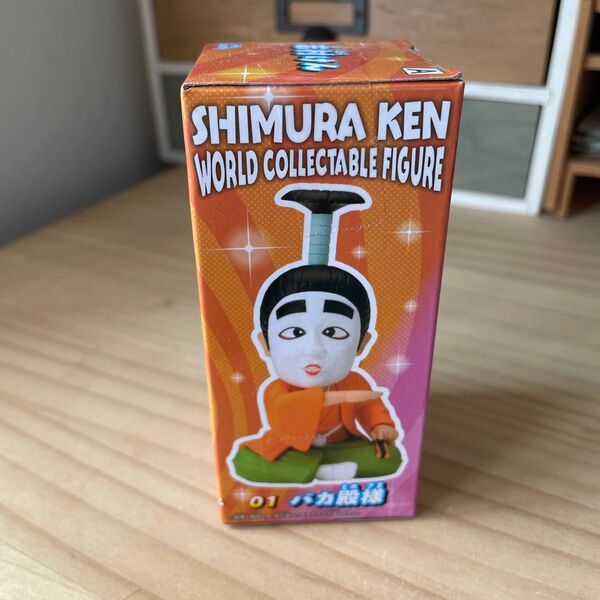 SHIMURA KEN
WORLD COLLECTABLE FIGURE
01 バカ殿様